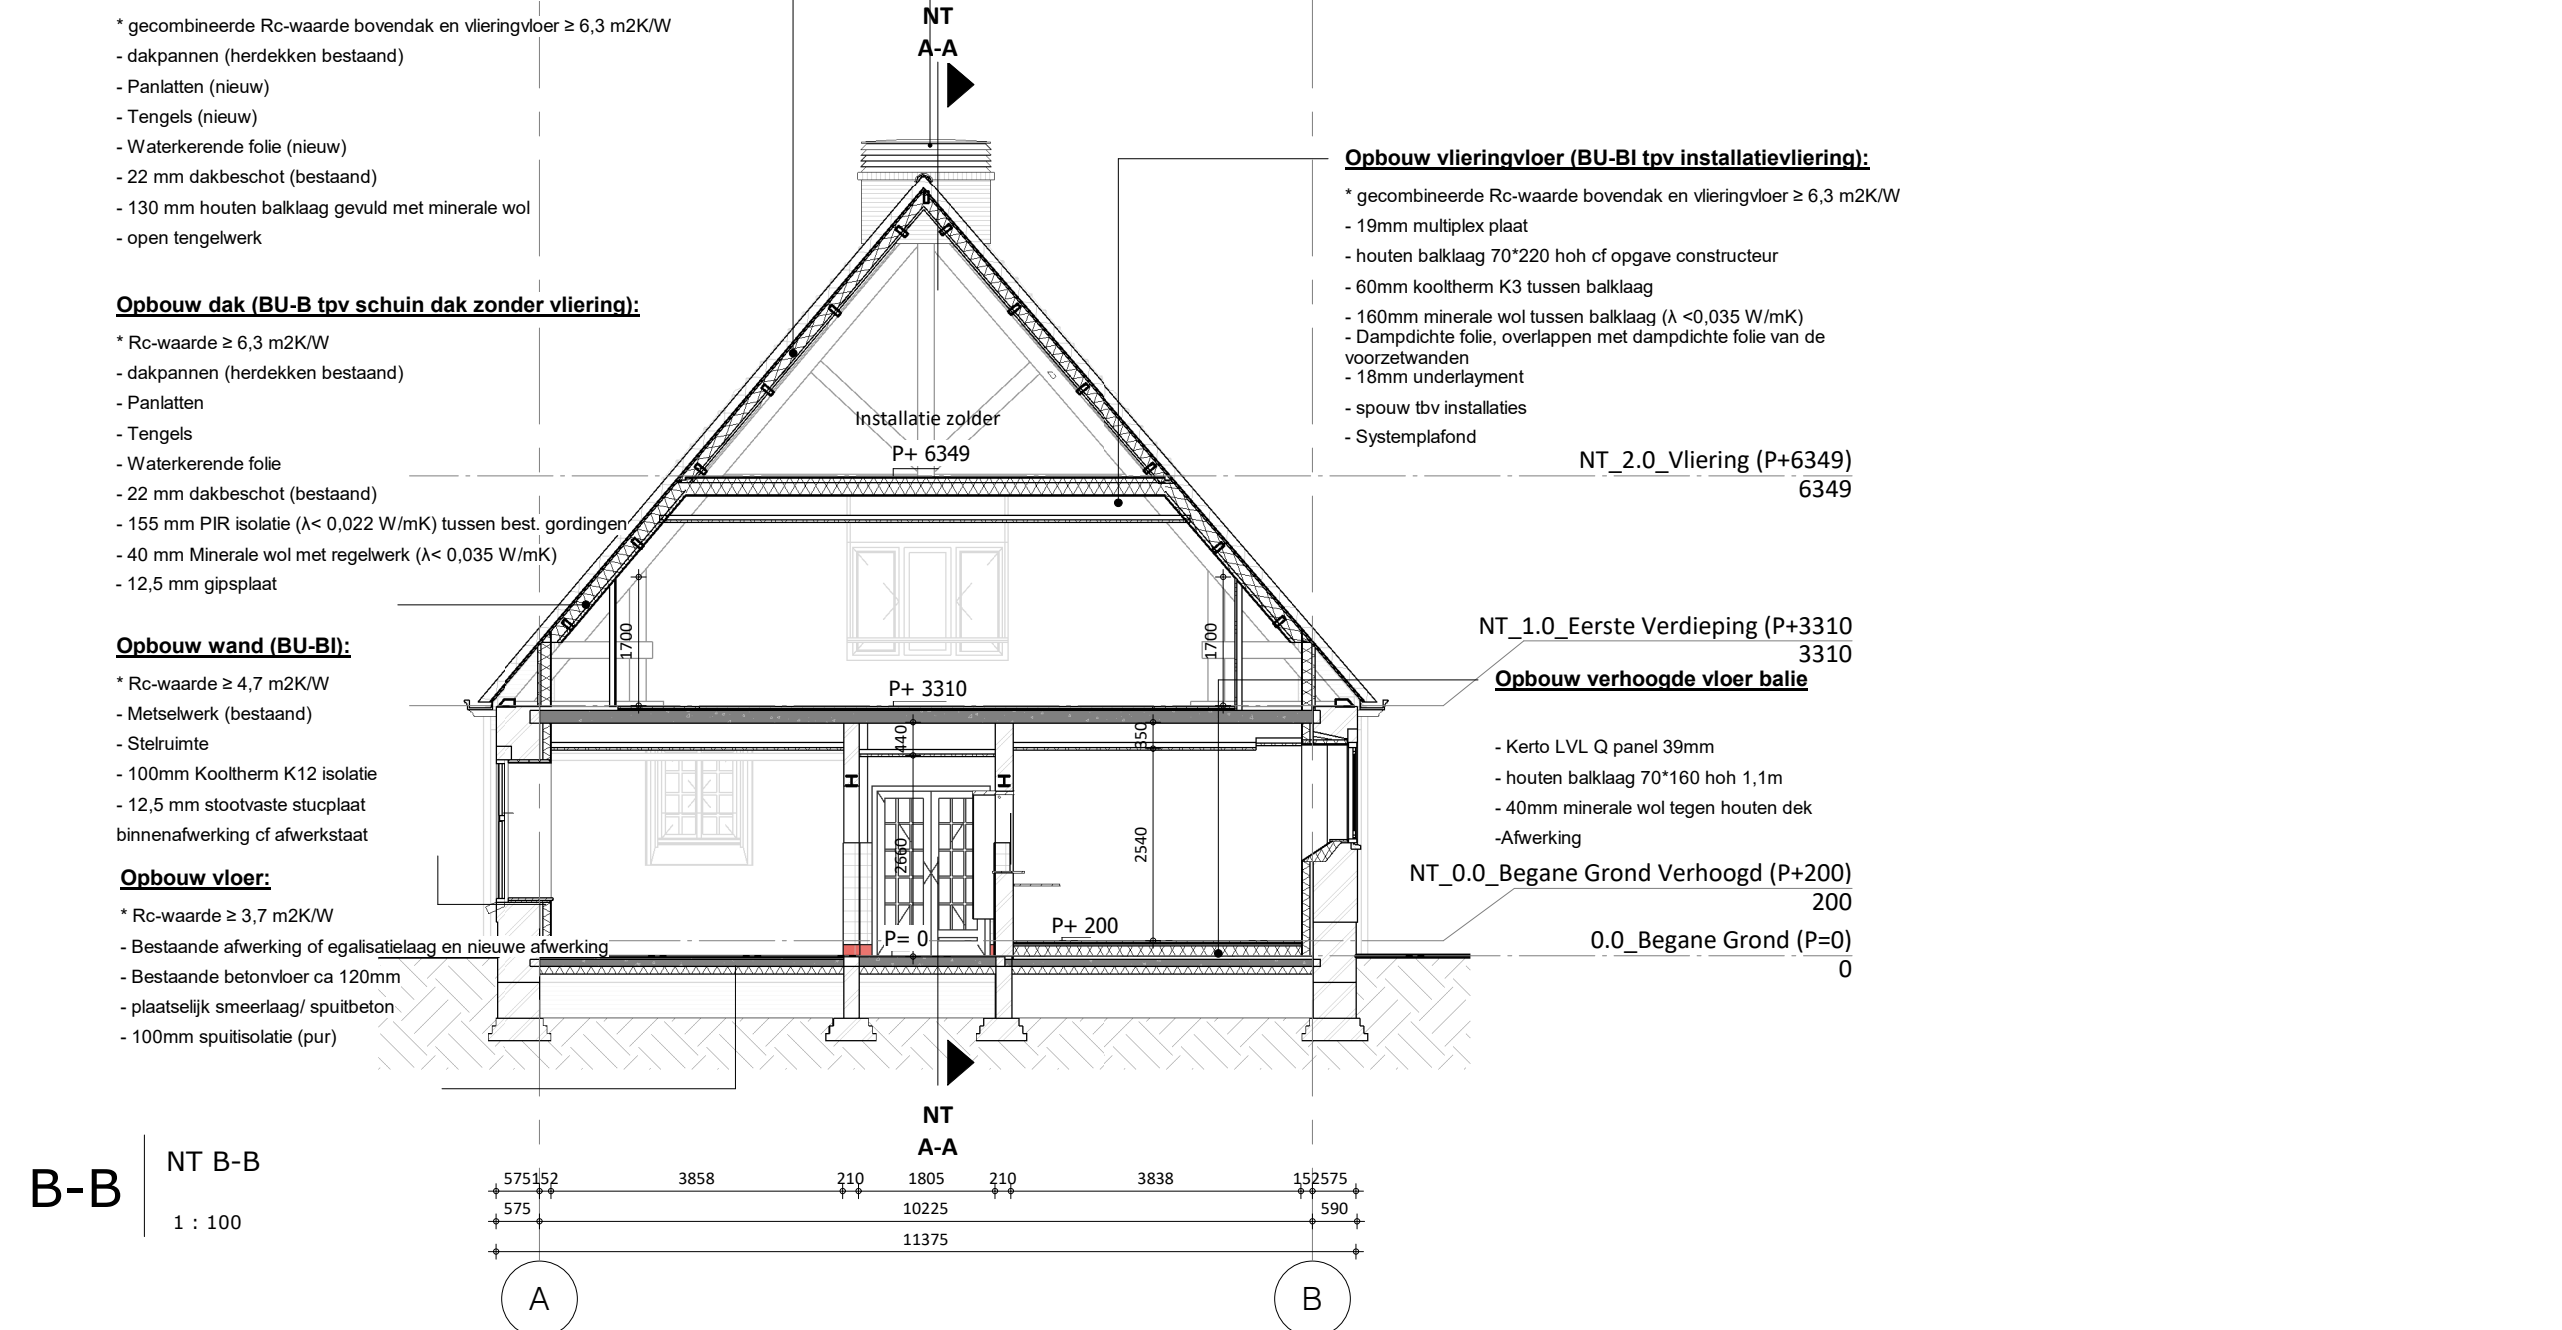 * gecombineerde Rc-waarde bovendak en vlieringvloer ≥ 6,3 m2K/W
- dakpannen (herdekken bestaand)
- Panlatten (nieuw)
- Tengels (nieuw)
- Waterkerende folie (nieuw)
- 22 mm dakbeschot (bestaand)
- 130 mm houten balklaag gevuld met minerale wol
- open tengelwerk
Opbouw dak (BU-B tpv schuin dak zonder vliering):
* Rc-waarde ≥ 6,3 m2K/W
- dakpannen (herdekken bestaand)
- Panlatten
- Tengels
- Waterkerende folie
- 22 mm dakbeschot (bestaand)
- 155 mm PIR isolatie (λ< 0,022 W/mK) tussen best. gordingen
- 40 mm Minerale wol met regelwerk (λ< 0,035 W/mK)
- 12,5 mm gipsplaat
Opbouw wand (BU-BI):
* Rc-waarde ≥ 4,7 m2K/W
- Metselwerk (bestaand)
- Stelruimte
- 100mm Kooltherm K12 isolatie
- 12,5 mm stootvaste stucplaat
binnenafwerking cf afwerkstaat
Opbouw vloer:
* Rc-waarde ≥ 3,7 m2K/W
- Bestaande afwerking of egalisatielaag en nieuwe afwerking
- Bestaande betonvloer ca 120mm
- plaatselijk smeerlaag/ spuitbeton
- 100mm spuitisolatie (pur)
NT
A-A
Installatie zolder
P+ 6349
1700
1700
P+ 3310
440
350
2660
2540
P= 0
P+ 200
NT
A-A
Opbouw vlieringvloer (BU-BI tpv installatievliering):
* gecombineerde Rc-waarde bovendak en vlieringvloer ≥ 6,3 m2K/W
- 19mm multiplex plaat
- houten balklaag 70*220 hoh cf opgave constructeur
- 60mm kooltherm K3 tussen balklaag
- 160mm minerale wol tussen balklaag (λ <0,035 W/mK)
- Dampdichte folie, overlappen met dampdichte folie van de
voorzetwanden
- 18mm underlayment
- spouw tbv installaties
- Systemplafond
NT_2.0_Vliering (P+6349)
6349
NT_1.0_Eerste Verdieping (P+3310
3310
Opbouw verhoogde vloer balie
- Kerto LVL Q panel 39mm
- houten balklaag 70*160 hoh 1,1m
- 40mm minerale wol tegen houten dek
-Afwerking
NT_0.0_Begane Grond Verhoogd (P+200)
200
0.0_Begane Grond (P=0)
0
B-B
NT B-B
1 : 100
575 152 3858 210 1805 210 3838 152 575
575 10225 590
11375
A B